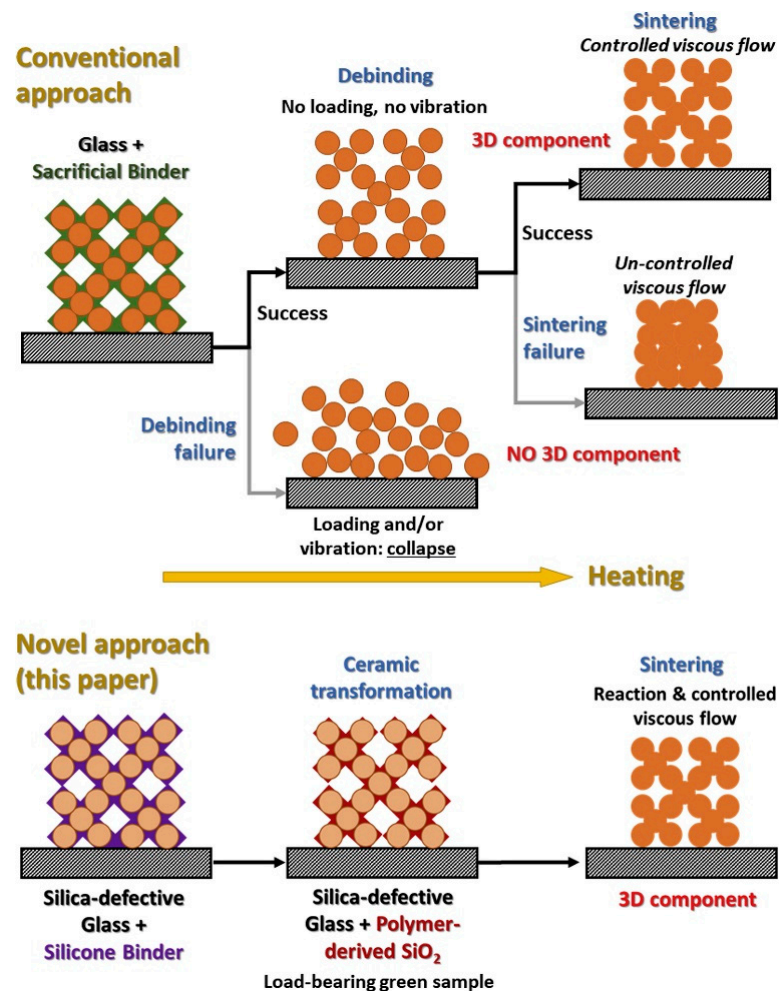 Conventional
approach
Glass +
Sacrificial Binder
Debinding
No loading, no vibration
Sintering
Controlled viscous flow
3D component
Success
Success
Un-controlled
viscous flow
Sintering
failure
Debinding
failure
NO 3D component
Loading and/or
vibration: collapse
Heating
Novel approach
(this paper)
Ceramic
transformation
Sintering
Reaction & controlled
viscous flow
Silica-defective
Glass +
Silicone Binder
Silica-defective
Glass + Polymer-
derived SiO₂
Load-bearing green sample
3D component